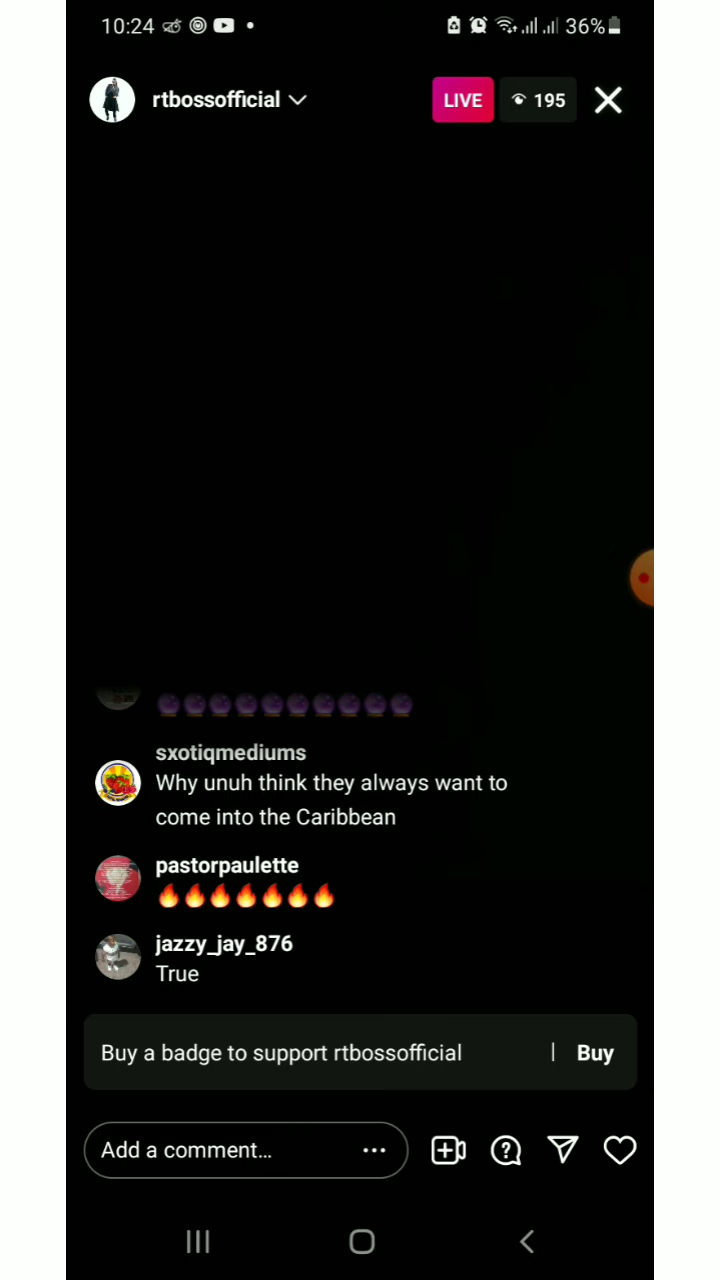 10:24
36%
rtbossofficial
LIVE
195
sxotiqmediums
Why unuh think they always want to
come into the Caribbean
pastorpaulette
🔥🔥🔥🔥🔥🔥🔥
jazzy_jay_876
True
Buy a badge to support rtbossofficial | Buy
Add a comment...